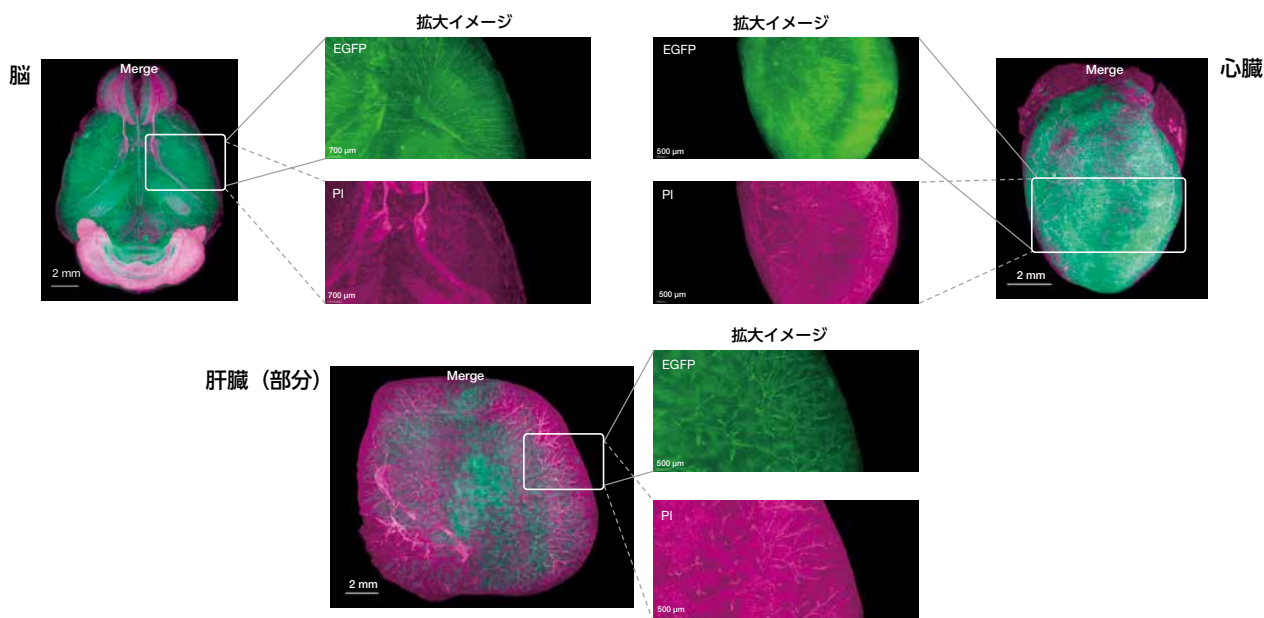 拡大イメージ
EGFP
脳
Merge
700 µm
PI
700 µm
2 mm
拡大イメージ
EGFP
心臓
Merge
500 µm
PI
500 µm
2 mm
肝臓（部分）
Merge
2 mm
拡大イメージ
EGFP
500 µm
PI
500 µm